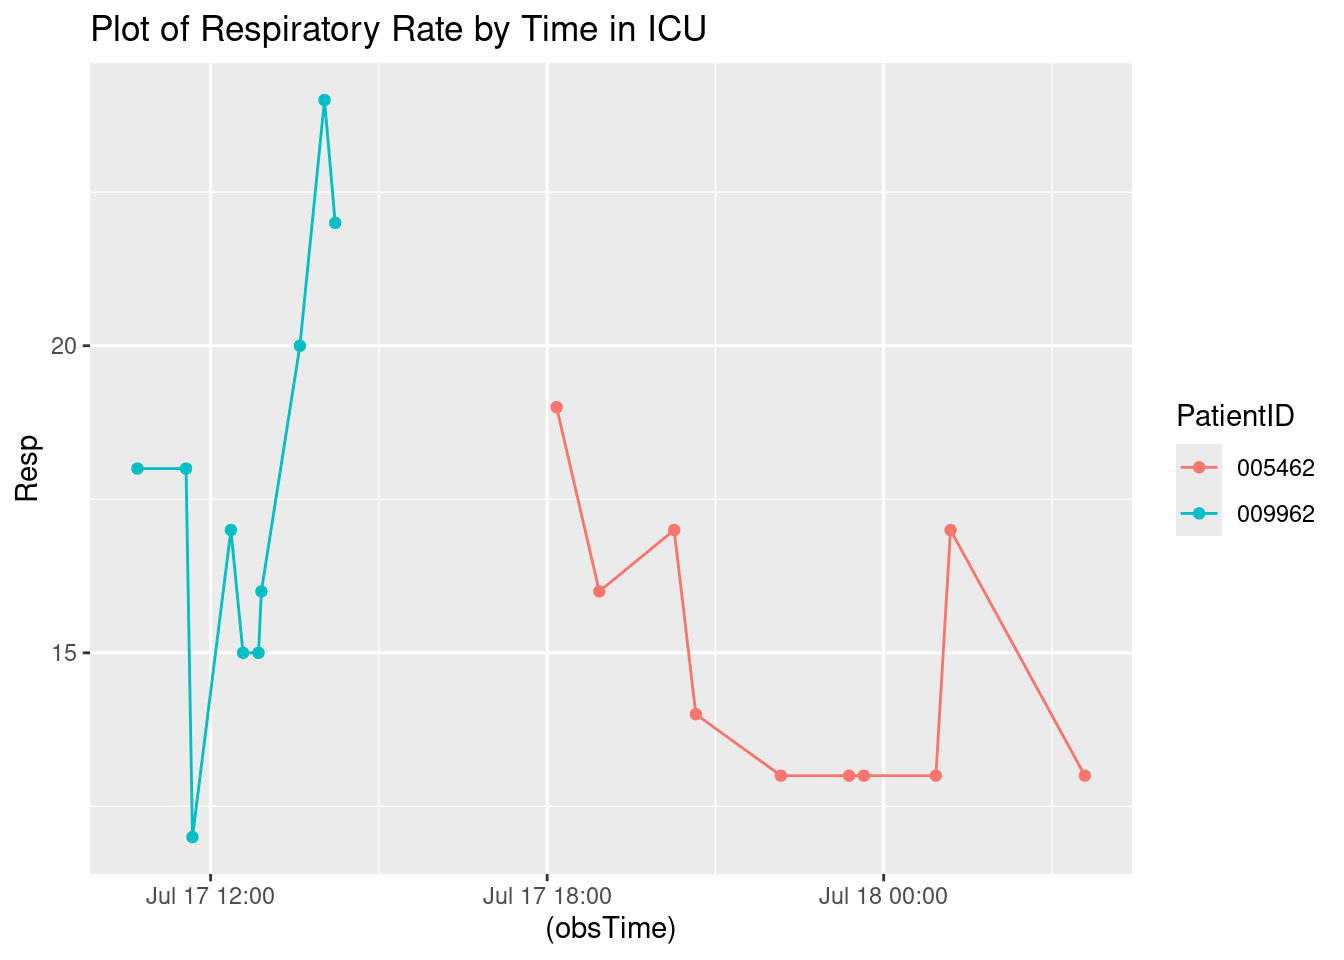 Plot of Respiratory Rate by Time in ICU
Resp
20
15
Jul 17 12:00
Jul 17 18:00
Jul 18 00:00
(obsTime)
PatientID
005462
009962